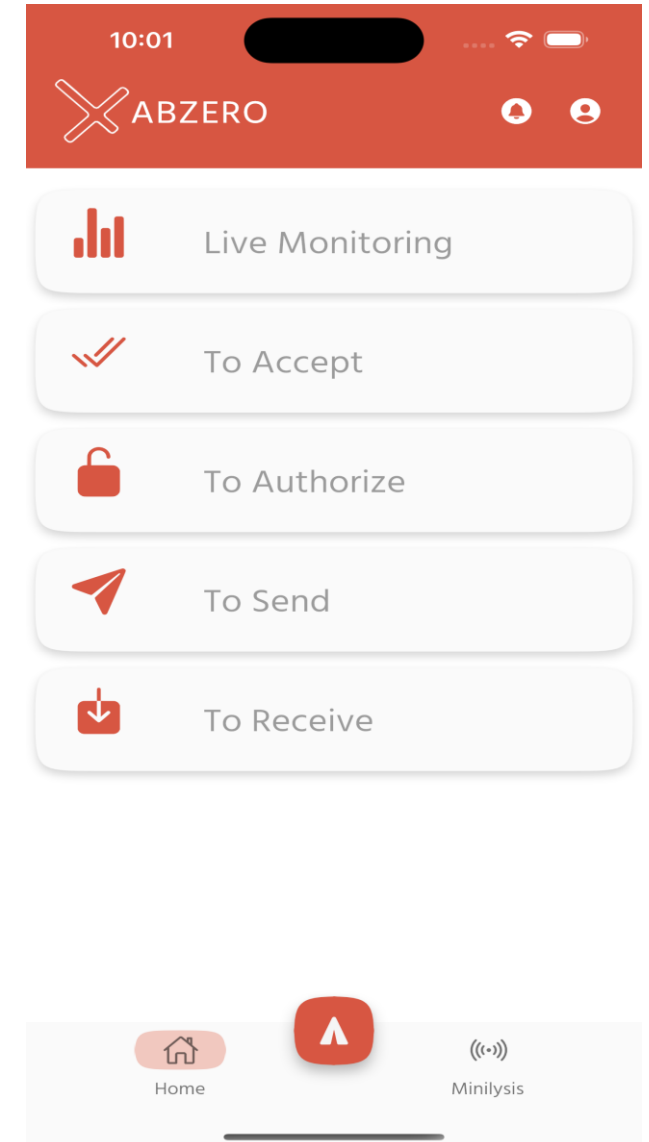 10:01
ABZERO
Live Monitoring
To Accept
To Authorize
To Send
To Receive
Home
Minilysis